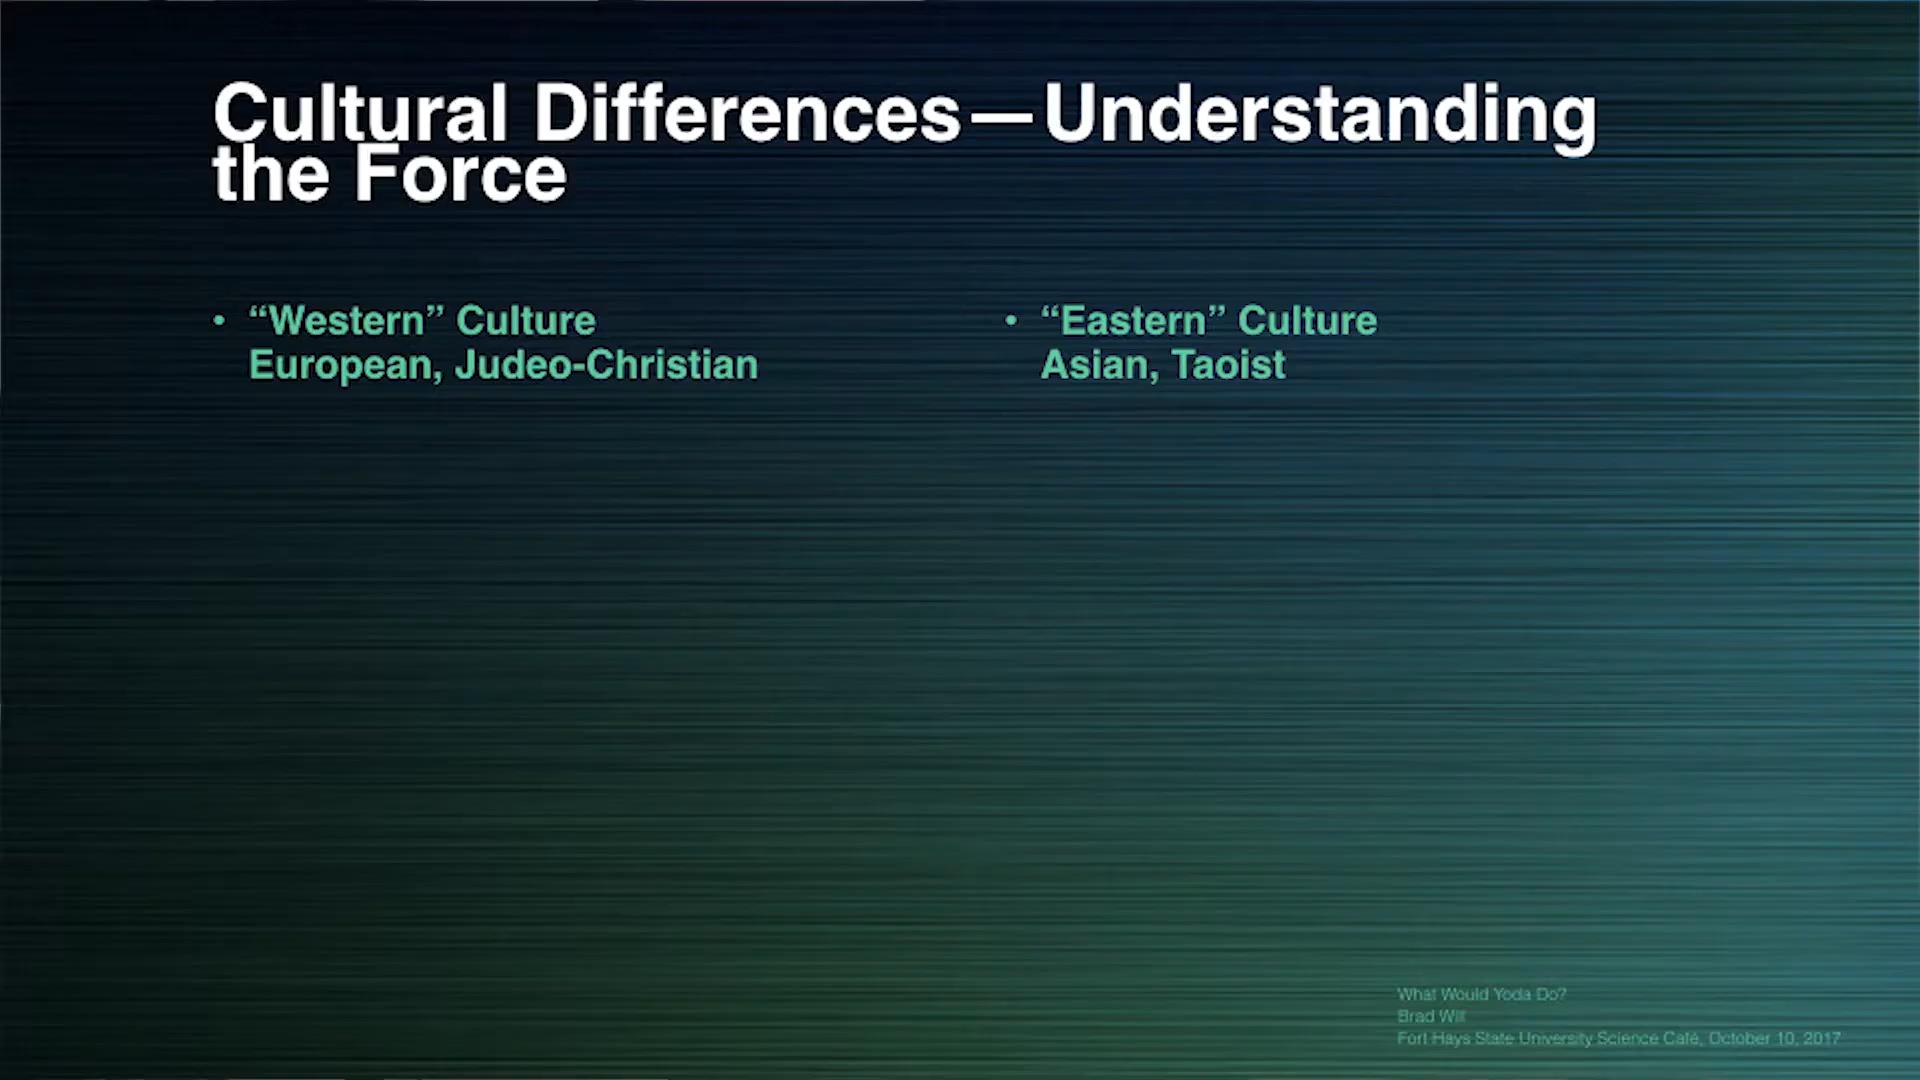 Cultural Differences—Understanding
the Force
• “Western” Culture
European, Judeo-Christian
• “Eastern” Culture
Asian, Taoist
What Would Yoda Do?
Brad Will
Fort Hays State University Science Café, October 10, 2017